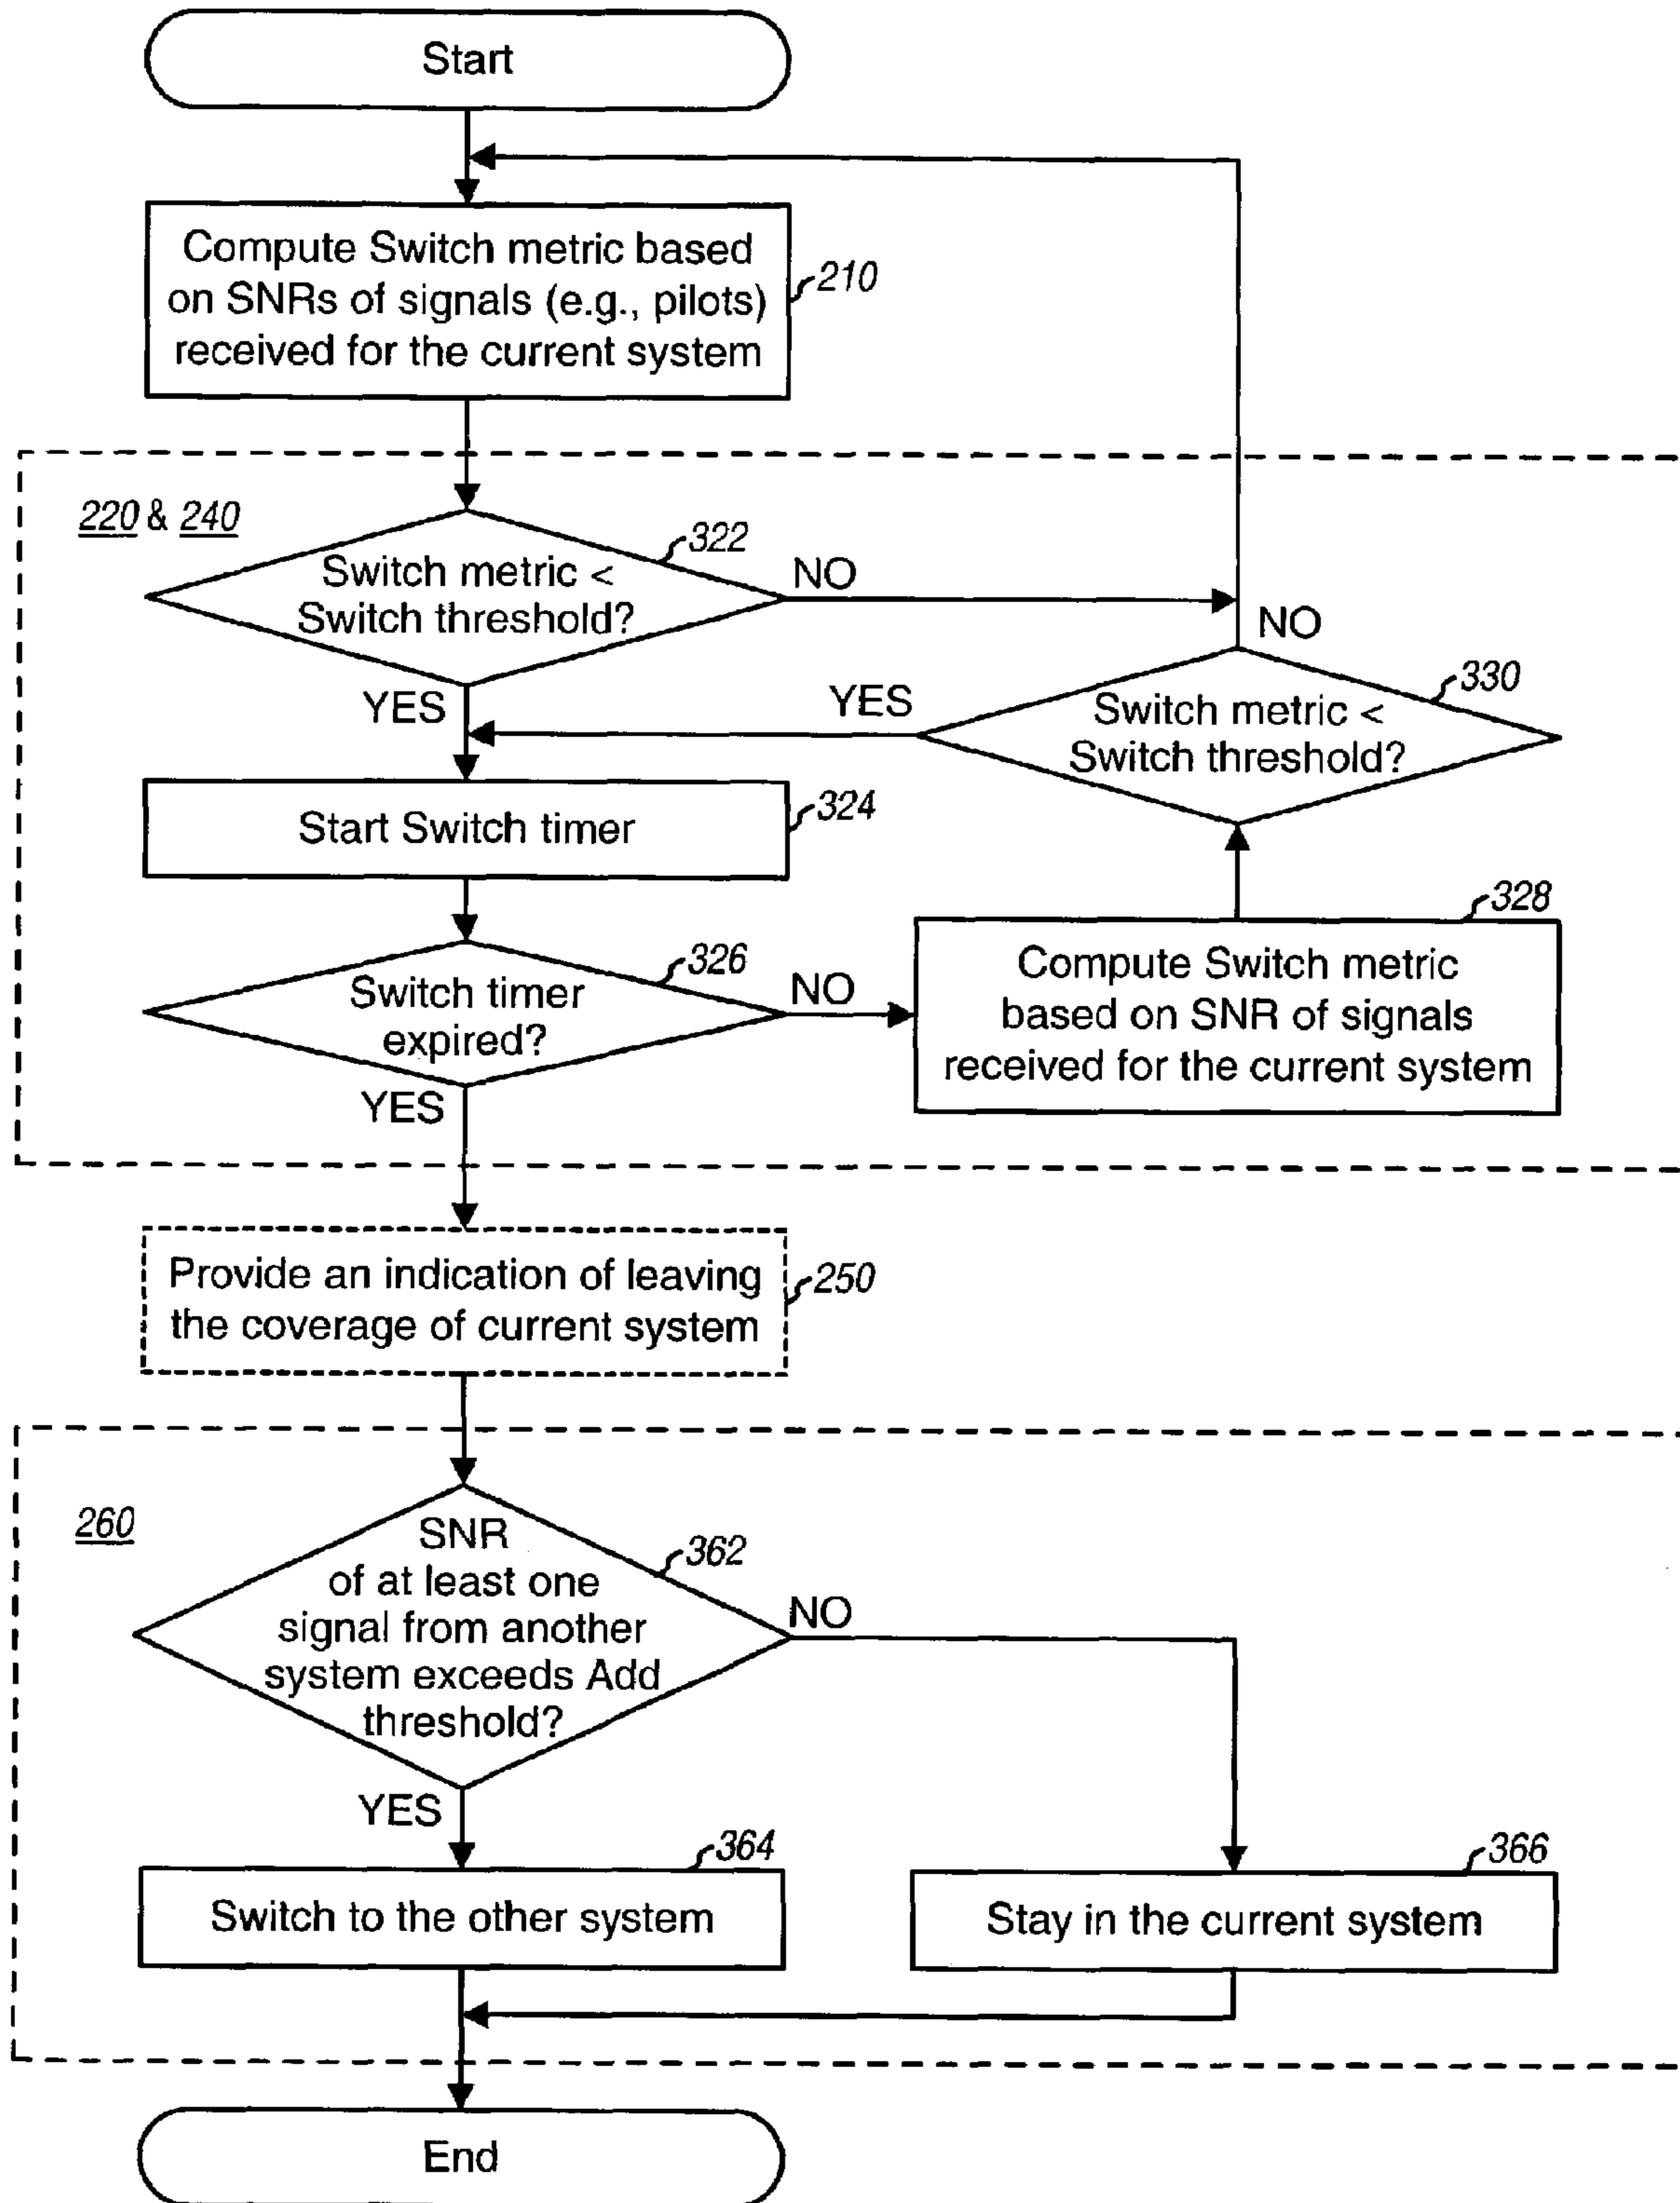 Start
Compute Switch metric based
on SNRs of signals (e.g., pilots)
received for the current system
210
220 & 240
322
Switch metric <
Switch threshold?
NO
NO
YES
YES
330
Switch metric <
Switch threshold?
324
Start Switch timer
326
Switch timer
expired?
NO
328
Compute Switch metric
based on SNR of signals
received for the current system
YES
Provide an indication of leaving
the coverage of current system
250
260
362
SNR
of at least one
signal from another
system exceeds Add
threshold?
NO
YES
364
Switch to the other system
366
Stay in the current system
End